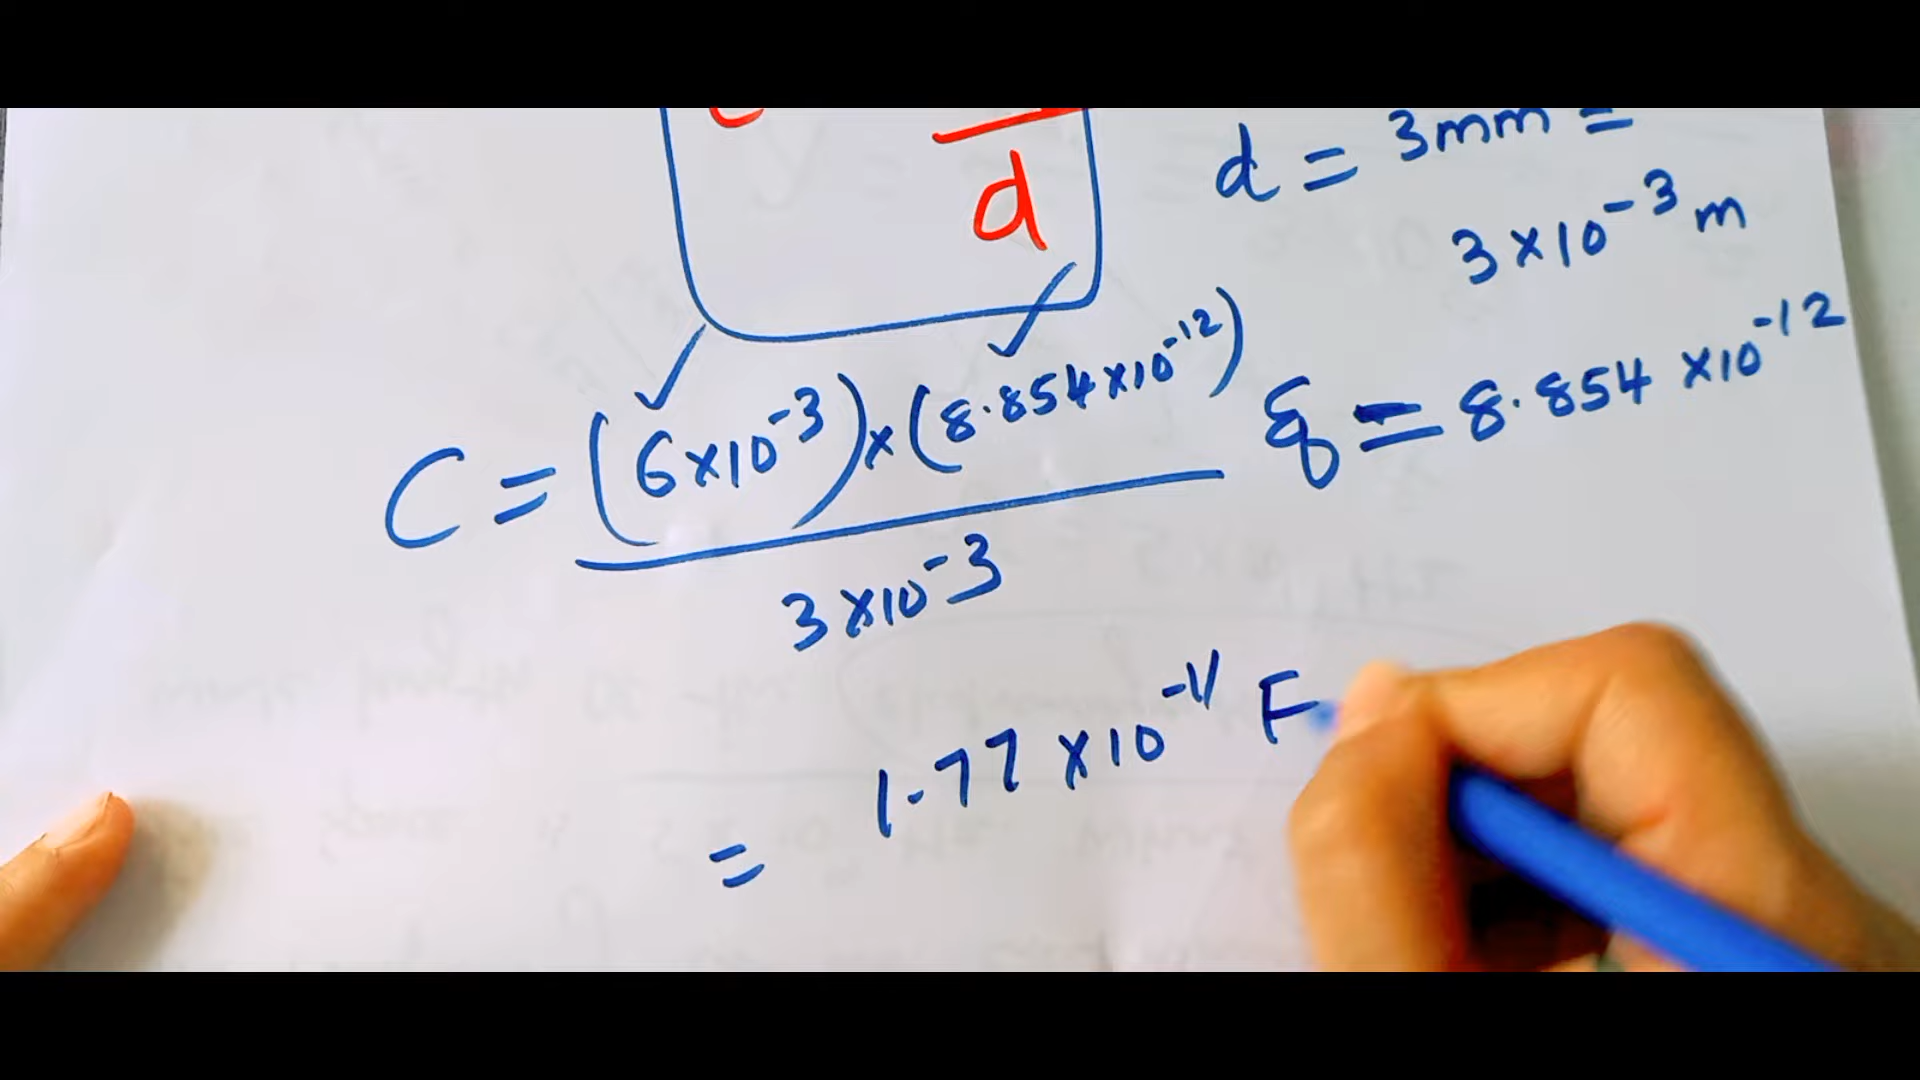 d = 3mm =
d
3×10⁻³ m
C = (6×10⁻³)×(8.854×10⁻¹²)
3×10⁻³
= 8.854 ×10⁻¹²
= 1.77 ×10⁻¹¹ F